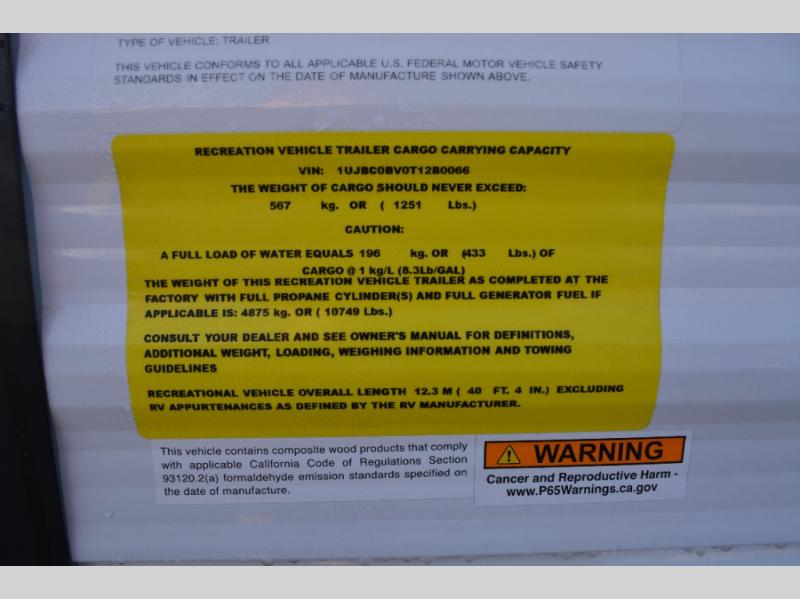 TYPE OF VEHICLE: TRAILER
THIS VEHICLE CONFORMS TO ALL APPLICABLE U.S. FEDERAL MOTOR VEHICLE SAFETY
STANDARDS IN EFFECT ON THE DATE OF MANUFACTURE SHOWN ABOVE.
RECREATION VEHICLE TRAILER CARGO CARRYING CAPACITY
VIN: 1UJBC0BV0T12B0066
THE WEIGHT OF CARGO SHOULD NEVER EXCEED:
567 kg. OR ( 1251 Lbs.)
CAUTION:
A FULL LOAD OF WATER EQUALS 196 kg. OR (433 Lbs.) OF
CARGO @ 1 kg/L (8.3Lb/GAL)
THE WEIGHT OF THIS RECREATION VEHICLE TRAILER AS COMPLETED AT THE
FACTORY WITH FULL PROPANE CYLINDER(S) AND FULL GENERATOR FUEL IF
APPLICABLE IS: 4875 kg. OR ( 10749 Lbs.)
CONSULT YOUR DEALER AND SEE OWNER'S MANUAL FOR DEFINITIONS,
ADDITIONAL WEIGHT, LOADING, WEIGHING INFORMATION AND TOWING
GUIDELINES
RECREATIONAL VEHICLE OVERALL LENGTH 12.3 M ( 40 FT. 4 IN.) EXCLUDING
RV APPURTENANCES AS DEFINED BY THE RV MANUFACTURER.
This vehicle contains composite wood products that comply
with applicable California Code of Regulations Section
93120.2(a) formaldehyde emission standards specified on
the date of manufacture.
WARNING
Cancer and Reproductive Harm -
www.P65Warnings.ca.gov